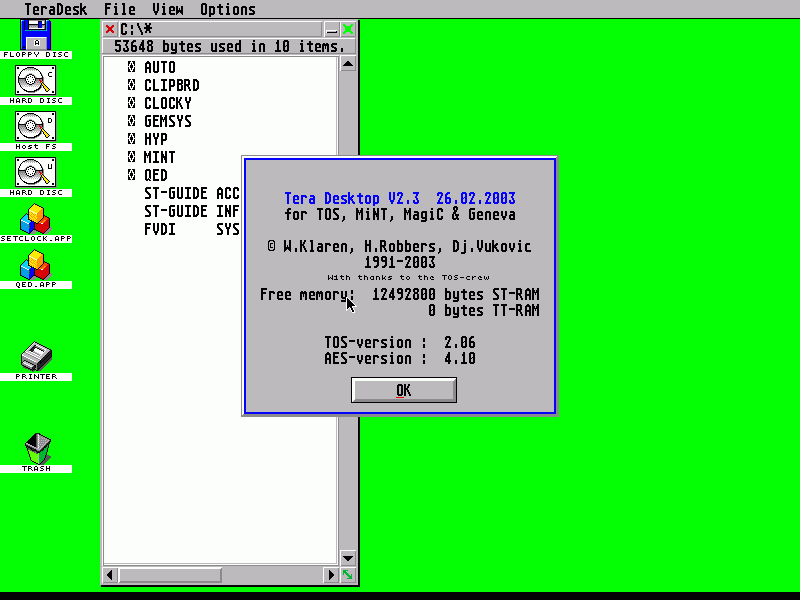 TeraDesk File View Options
C:\*
53648 bytes used in 10 items.
FLOPPY DISC
A
HARD DISC
C
Host FS
D
HARD DISC
U
SETCLOCK.APP
QED.APP
PRINTER
TRASH
AUTO
CLIPBRD
CLOCKY
GEMSYS
HYP
MINT
QED
ST-GUIDE ACC
ST-GUIDE INF
FVDI SYS
Tera Desktop V2.3 26.02.2003
for TOS, MiNT, MagiC & Geneva
© W.Klaren, H.Robbers, Dj.Vukovic
1991-2003
With thanks to the TOS-crew
Free memory: 12492800 bytes ST-RAM
0 bytes TT-RAM
TOS-version : 2.06
AES-version : 4.10
OK